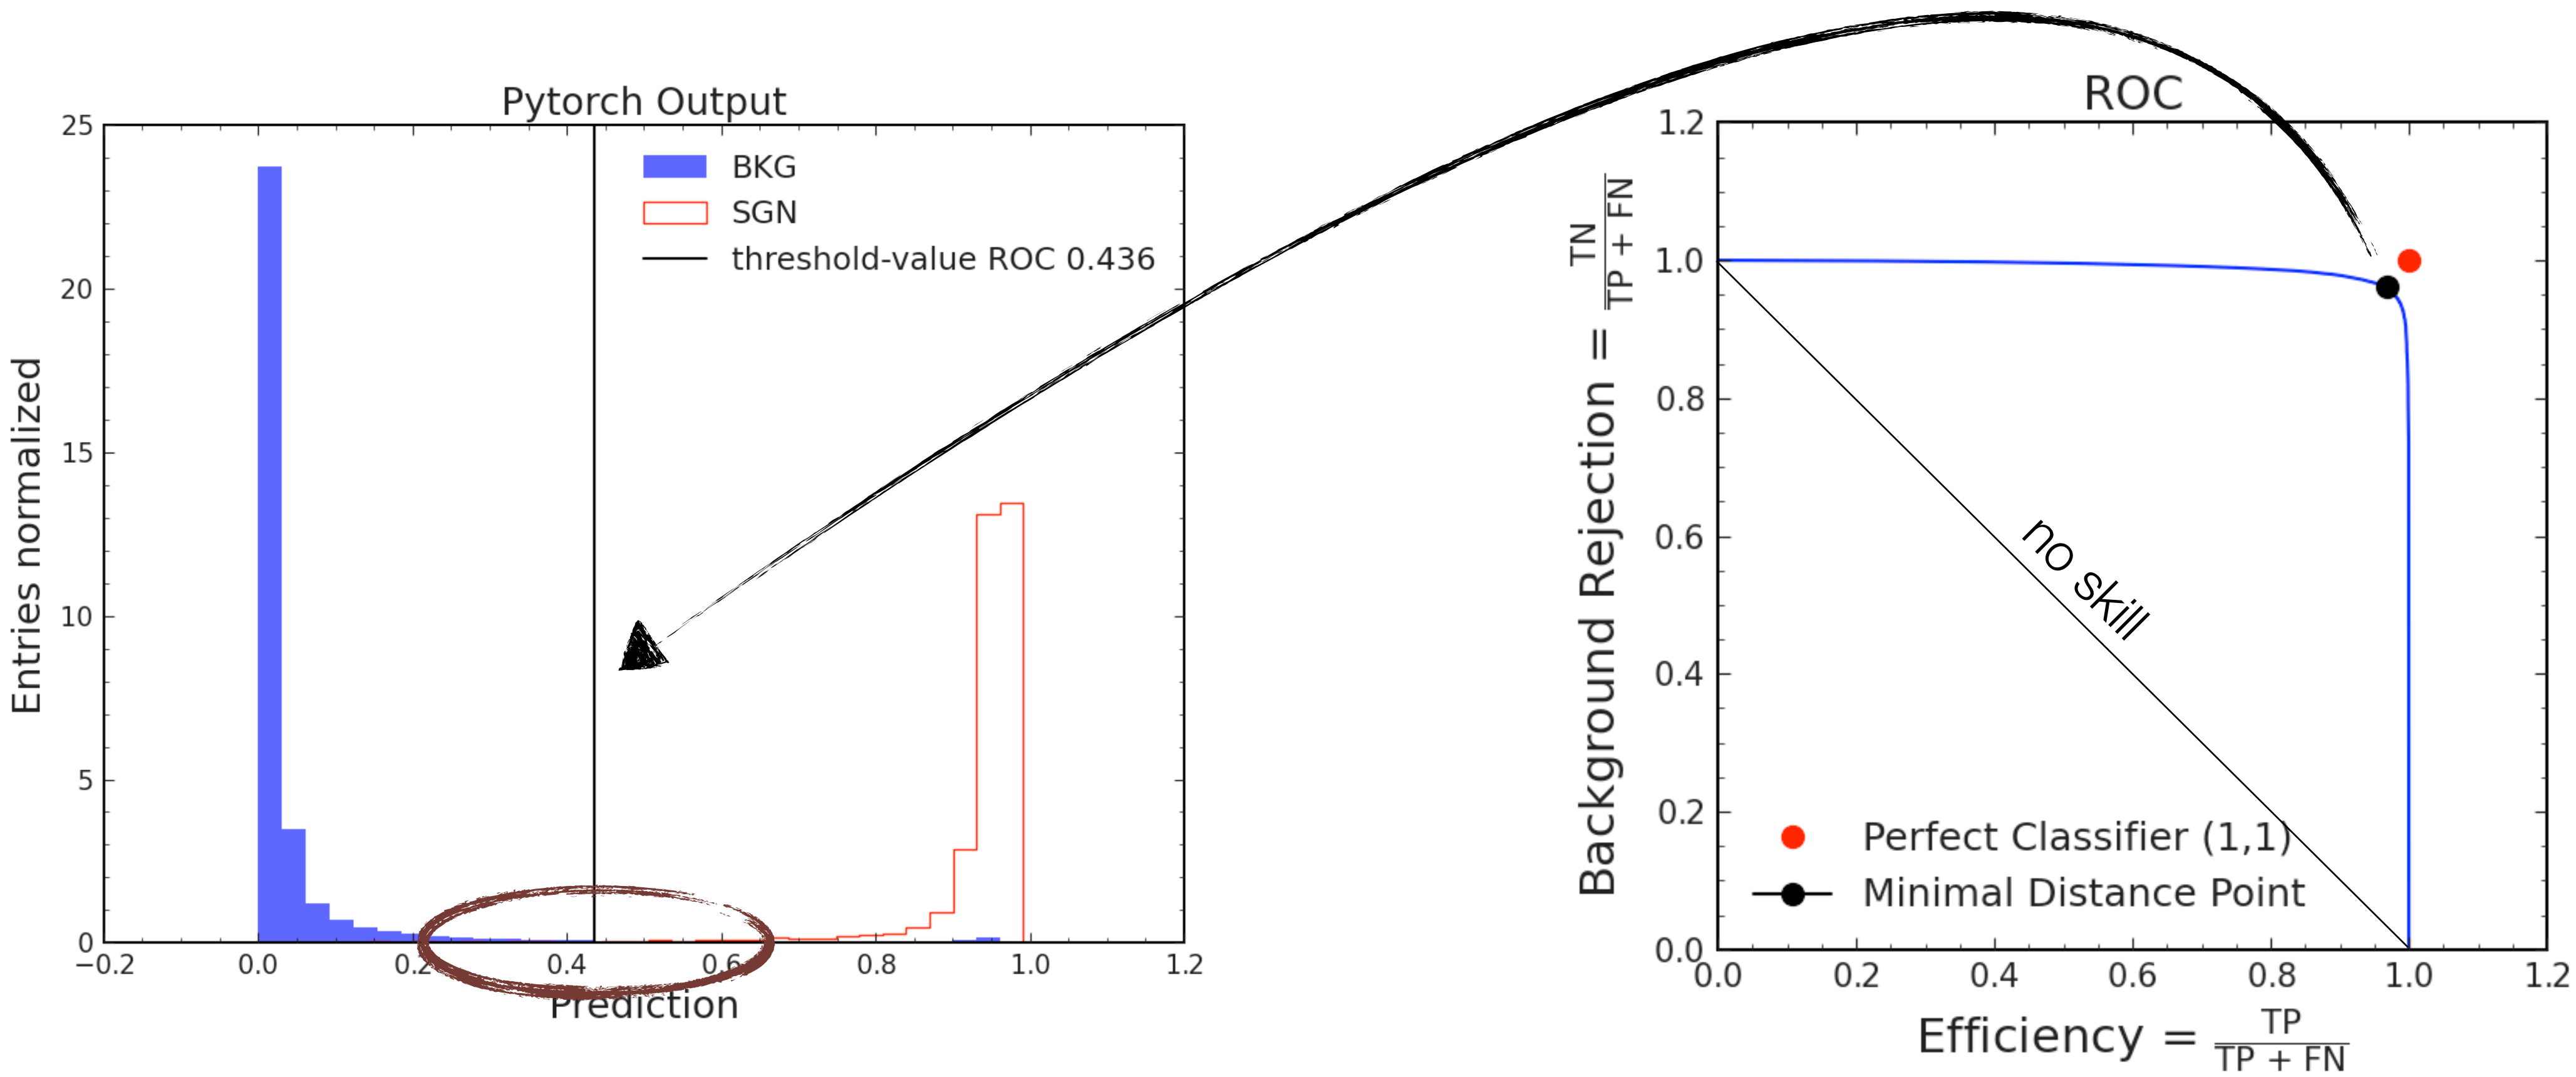 Pytorch Output
25
20
15
10
5
0
Entries normalized
BKG
SGN
threshold-value ROC 0.436
−0.2 0.0 0.2 0.4 0.6 0.8 1.0 1.2
Prediction
ROC
1.2
1.0
0.8
0.6
0.4
0.2
0.0
Background Rejection = TN / TP + FN
no skill
Perfect Classifier (1,1)
Minimal Distance Point
0.0 0.2 0.4 0.6 0.8 1.0 1.2
Efficiency = TP / TP + FN